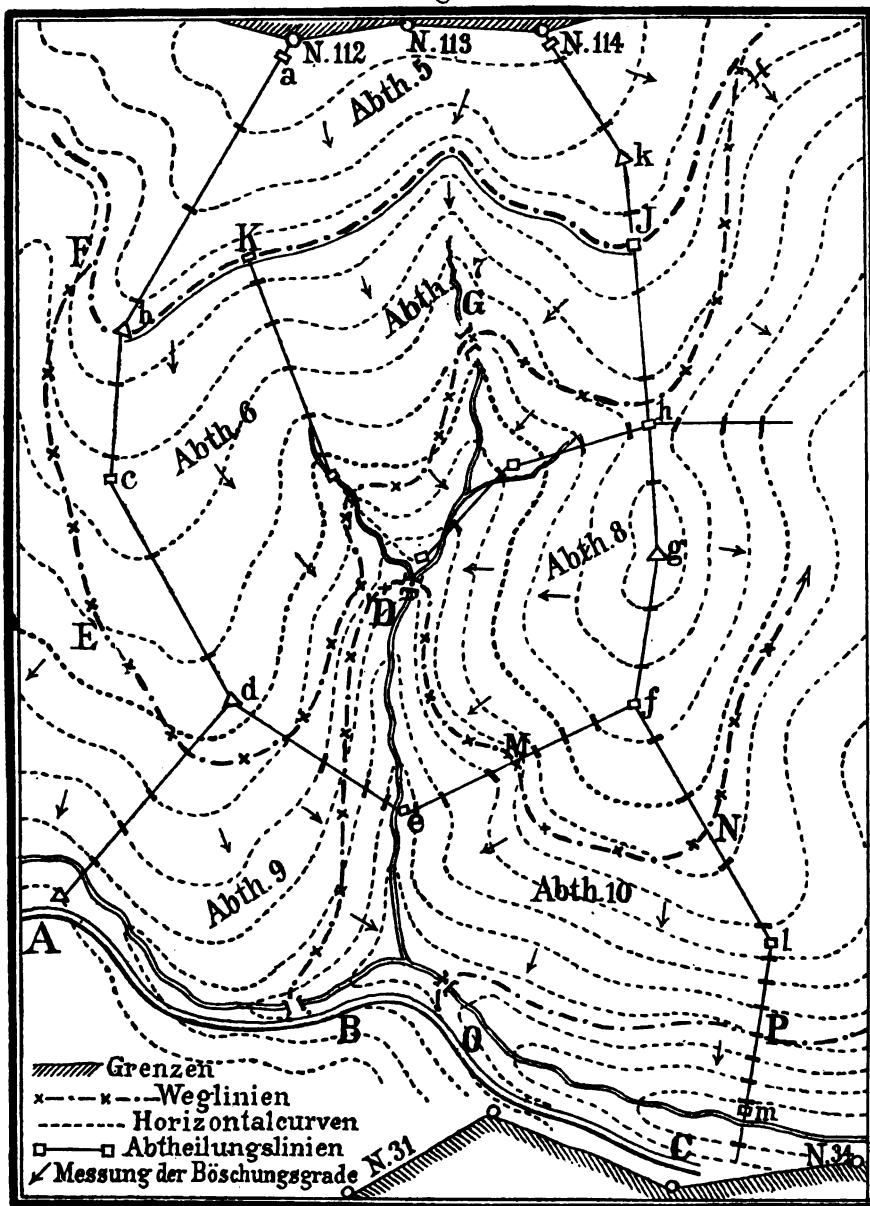 N. 112
N. 113
N. 114
a
Abth. 5
k
J
K
F
b
7
Abth.
G
h
Abth. 6
c
Abth. 8
g
D
E
d
f
M
e
N
Abth. 9
Abth. 10
A
l
B
O
P
m
C
N. 31
N. 34
Grenzen
Weglinien
Horizontalcurven
Abtheilungslinien
Messung der Böschungsgrade